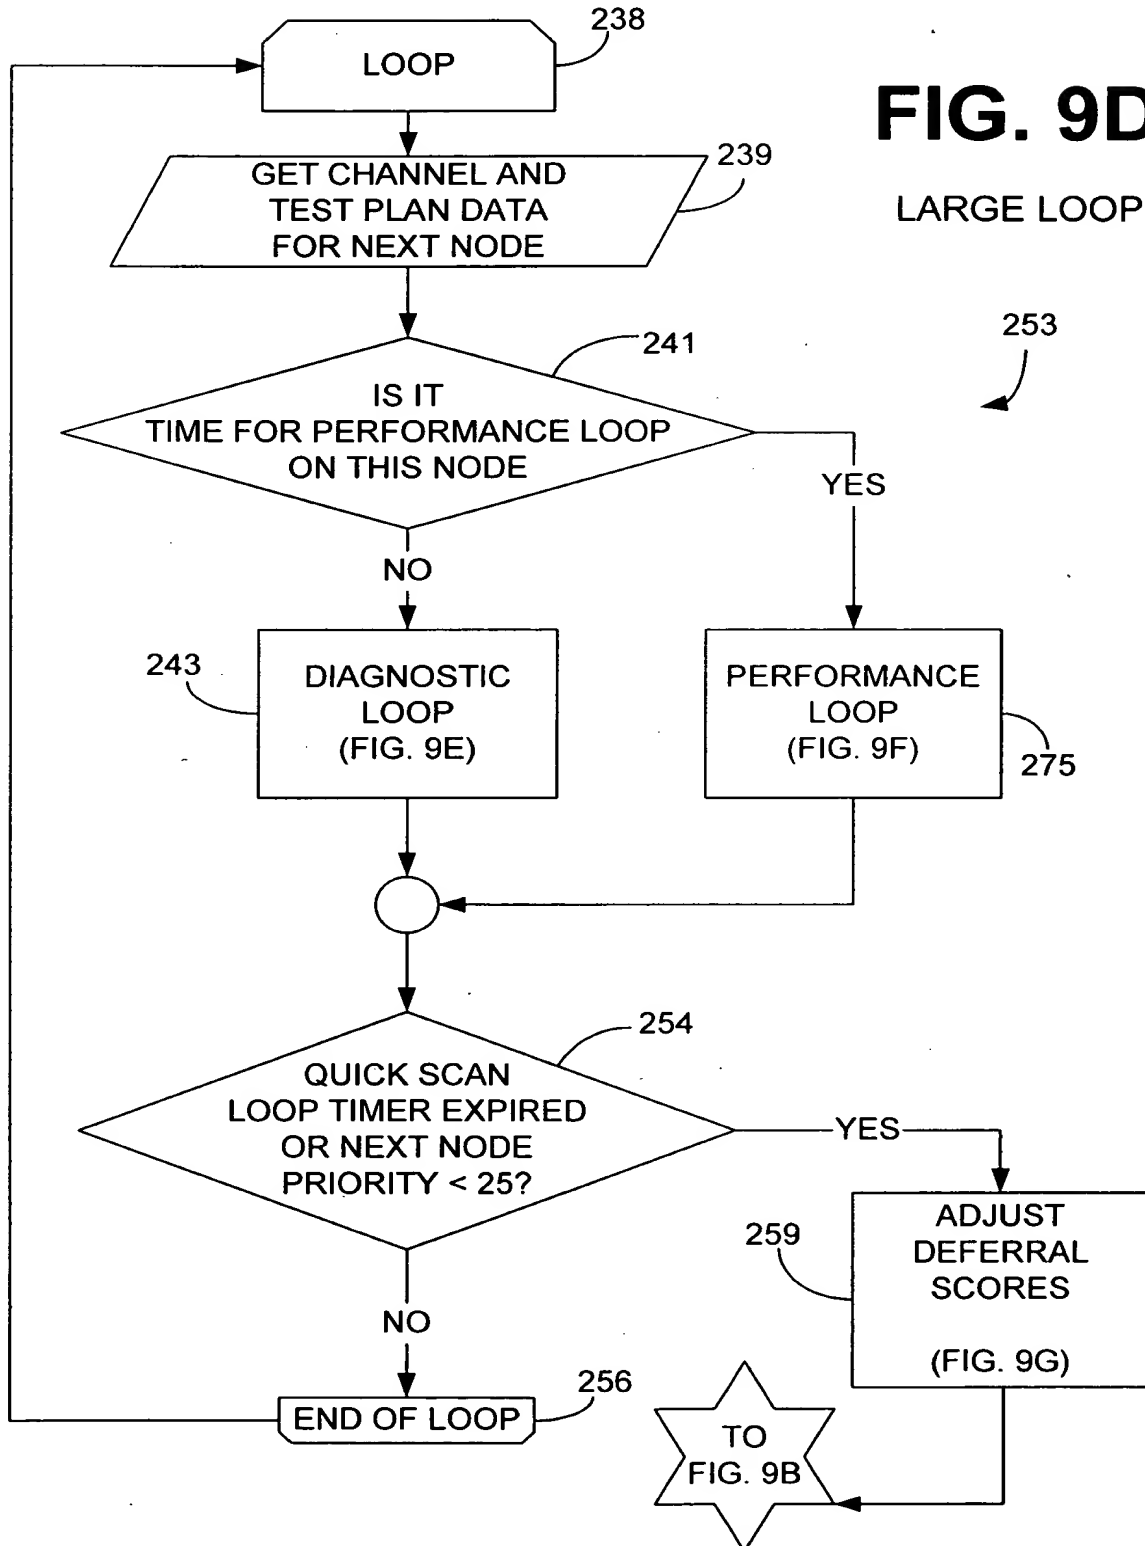 238
LOOP
FIG. 9D
239
GET CHANNEL AND
TEST PLAN DATA
FOR NEXT NODE
LARGE LOOP
253
241
IS IT
TIME FOR PERFORMANCE LOOP
ON THIS NODE
YES
NO
243
DIAGNOSTIC
LOOP
(FIG. 9E)
PERFORMANCE
LOOP
(FIG. 9F)
275
254
QUICK SCAN
LOOP TIMER EXPIRED
OR NEXT NODE
PRIORITY < 25?
YES
259
ADJUST
DEFERRAL
SCORES
(FIG. 9G)
NO
256
END OF LOOP
TO
FIG. 9B